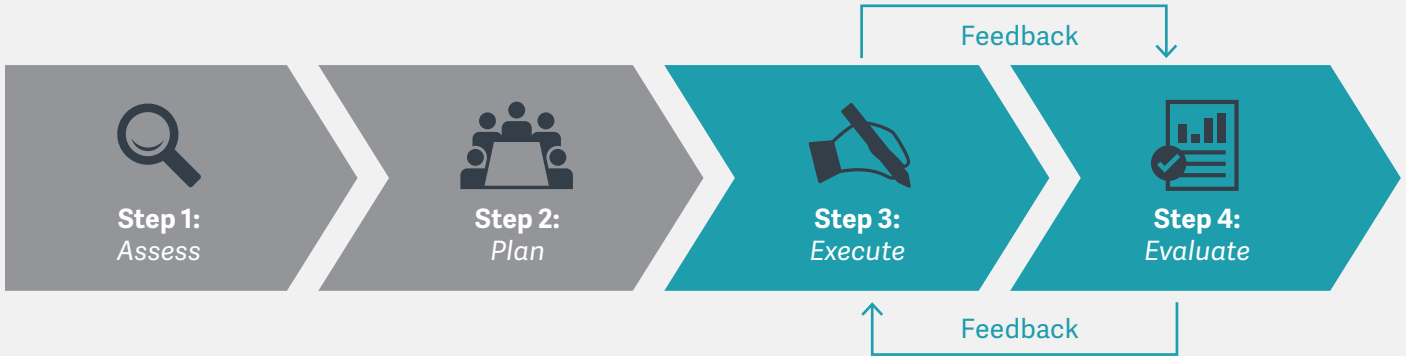 Feedback
Step 1:
Assess
Step 2:
Plan
Step 3:
Execute
Step 4:
Evaluate
Feedback